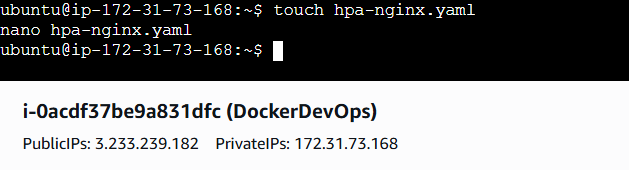 ubuntu@ip-172-31-73-168:~$ touch hpa-nginx.yaml
nano hpa-nginx.yaml
ubuntu@ip-172-31-73-168:~$
i-0acdf37be9a831dfc (DockerDevOps)
PublicIPs: 3.233.239.182 PrivateIPs: 172.31.73.168